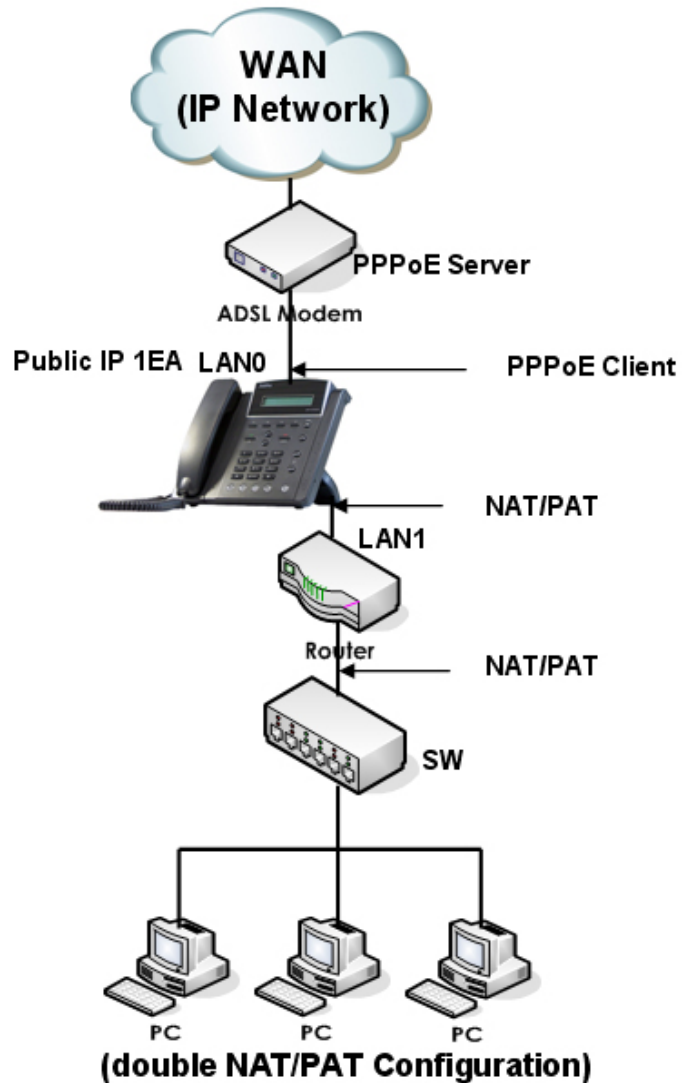 WAN
(IP Network)
PPPoE Server
ADSL Modem
Public IP 1EA LAN0
PPPoE Client
NAT/PAT
LAN1
Router
NAT/PAT
SW
PC
PC
PC
(double NAT/PAT Configuration)